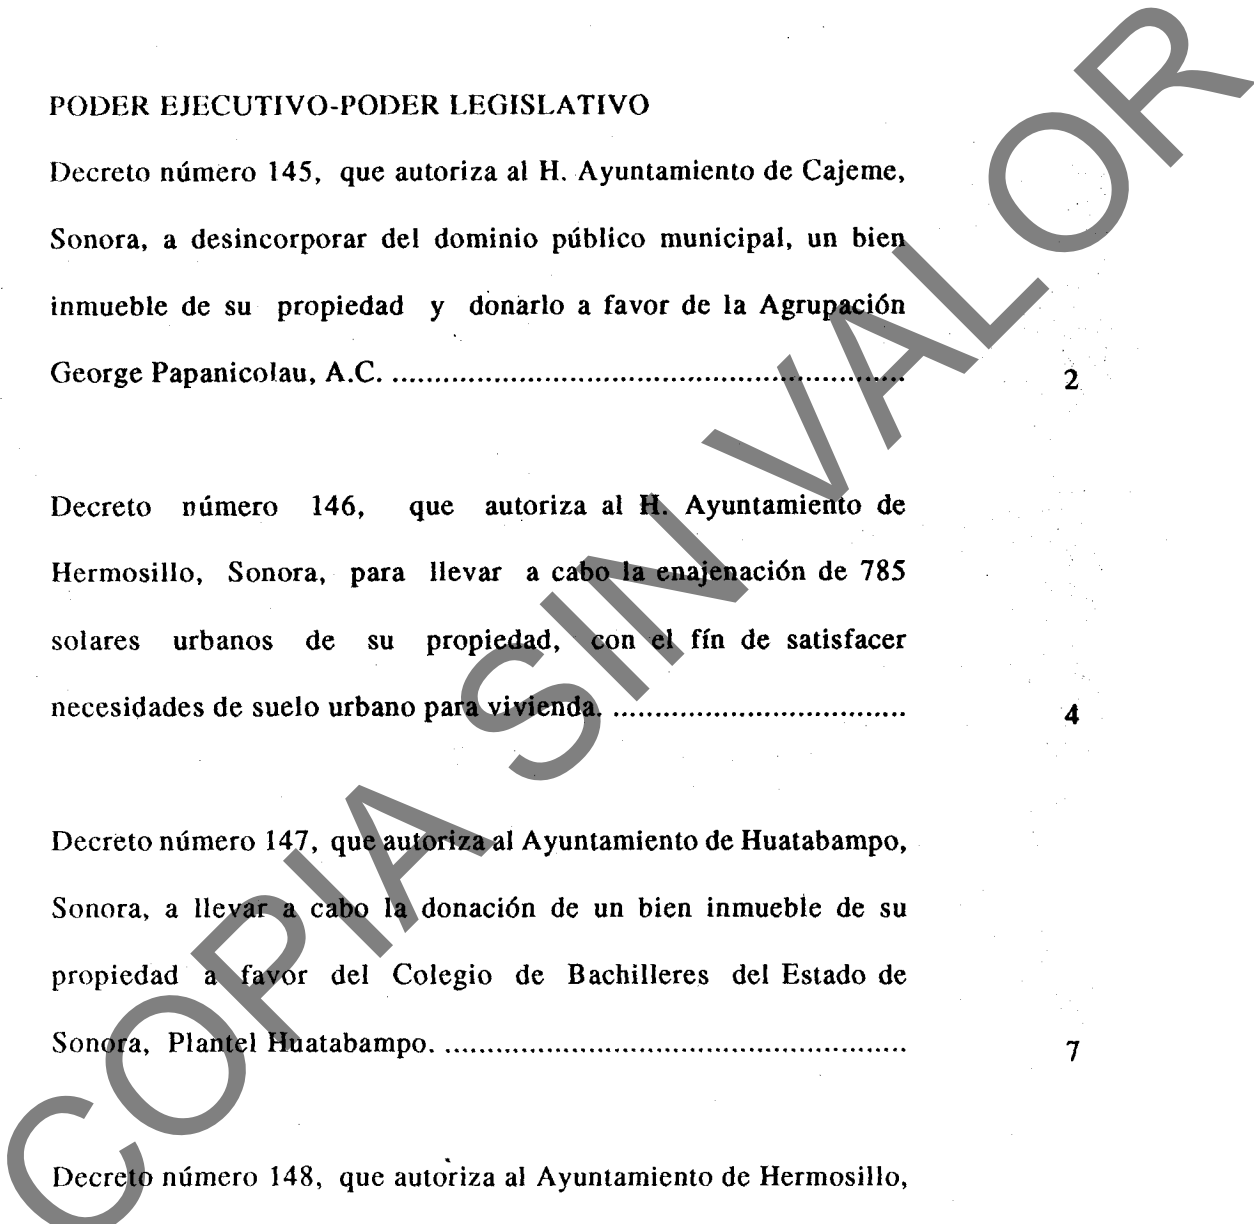 PODER EJECUTIVO-PODER LEGISLATIVO
Decreto número 145, que autoriza al H. Ayuntamiento de Cajeme,
Sonora, a desincorporar del dominio público municipal, un bien
inmueble de su propiedad y donarlo a favor de la Agrupación
George Papanicolau, A.C. ............................................................ 2
Decreto número 146, que autoriza al H. Ayuntamiento de
Hermosillo, Sonora, para llevar a cabo la enajenación de 785
solares urbanos de su propiedad, con el fín de satisfacer
necesidades de suelo urbano para vivienda. .................................. 4
Decreto número 147, que autoriza al Ayuntamiento de Huatabampo,
Sonora, a llevar a cabo la donación de un bien inmueble de su
propiedad a favor del Colegio de Bachilleres del Estado de
Sonora, Plantel Huatabampo. ...................................................... 7
Decreto número 148, que autoriza al Ayuntamiento de Hermosillo,
COPIA SIN VALOR